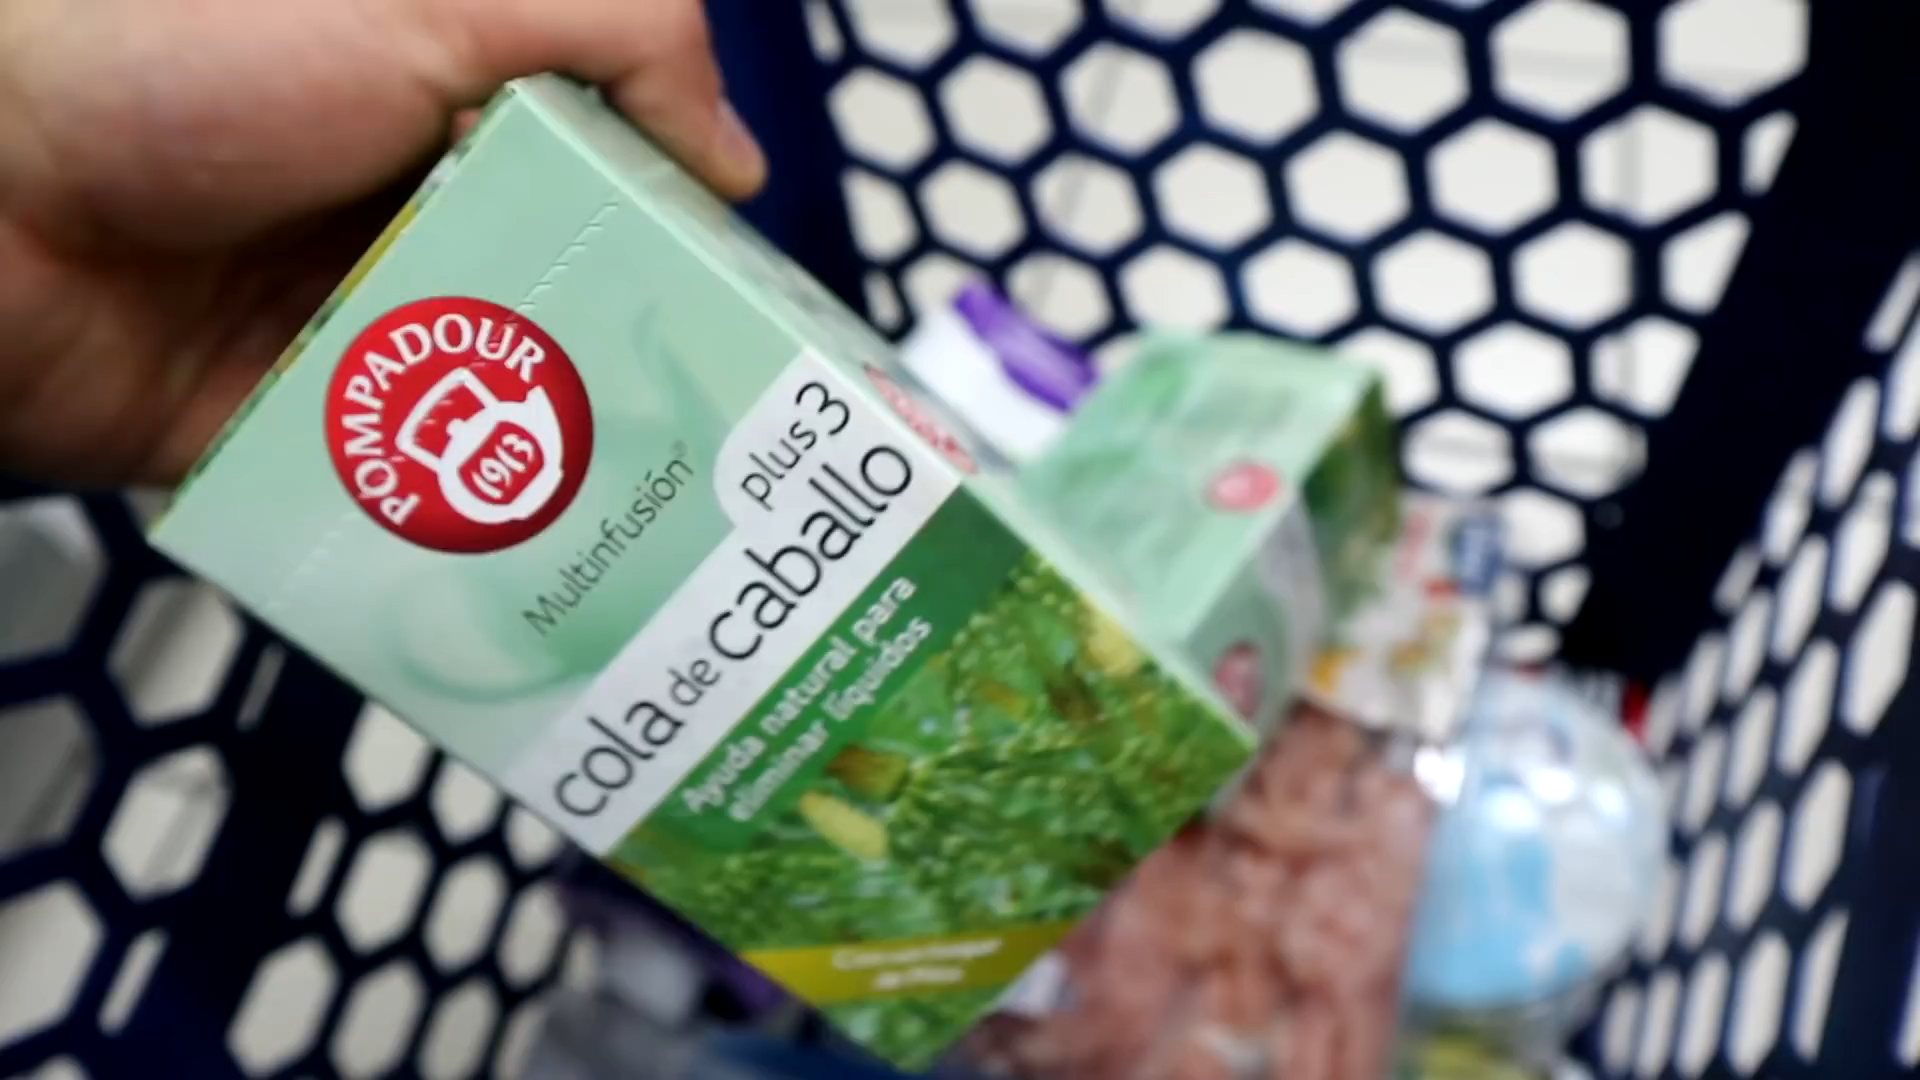 POMPADOUR
1913
Multinfusión®
plus3
cola de caballo
Ayuda natural para
eliminar líquidos